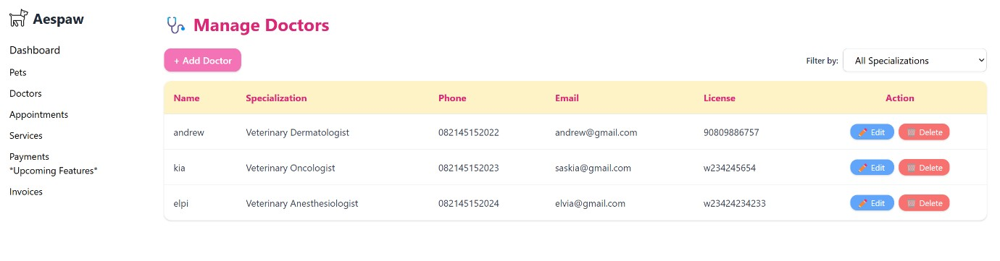 Aespaw
Dashboard
Pets
Doctors
Appointments
Services
Payments
*Upcoming Features*
Invoices
Manage Doctors
+ Add Doctor
Filter by: All Specializations
Name Specialization Phone Email License Action
andrew Veterinary Dermatologist 082145152022 andrew@gmail.com 90809886757 Edit Delete
kia Veterinary Oncologist 082145152023 saskia@gmail.com w234245654 Edit Delete
elpi Veterinary Anesthesiologist 082145152024 elvia@gmail.com w23424234233 Edit Delete